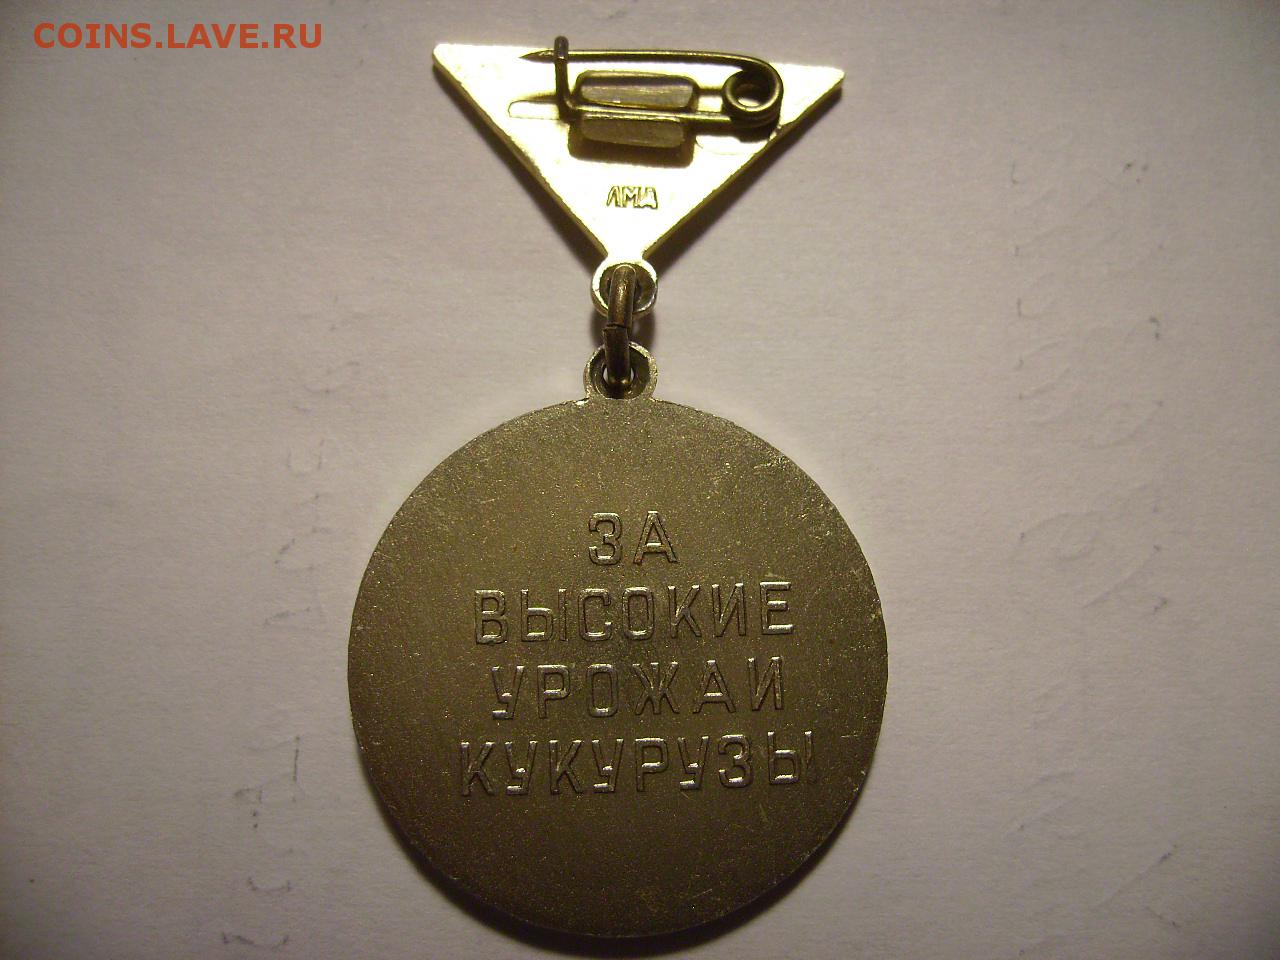 COINS.LAVE.RU
ЛМД
ЗА
ВЫСОКИЕ
УРОЖАИ
КУКУРУЗЫ